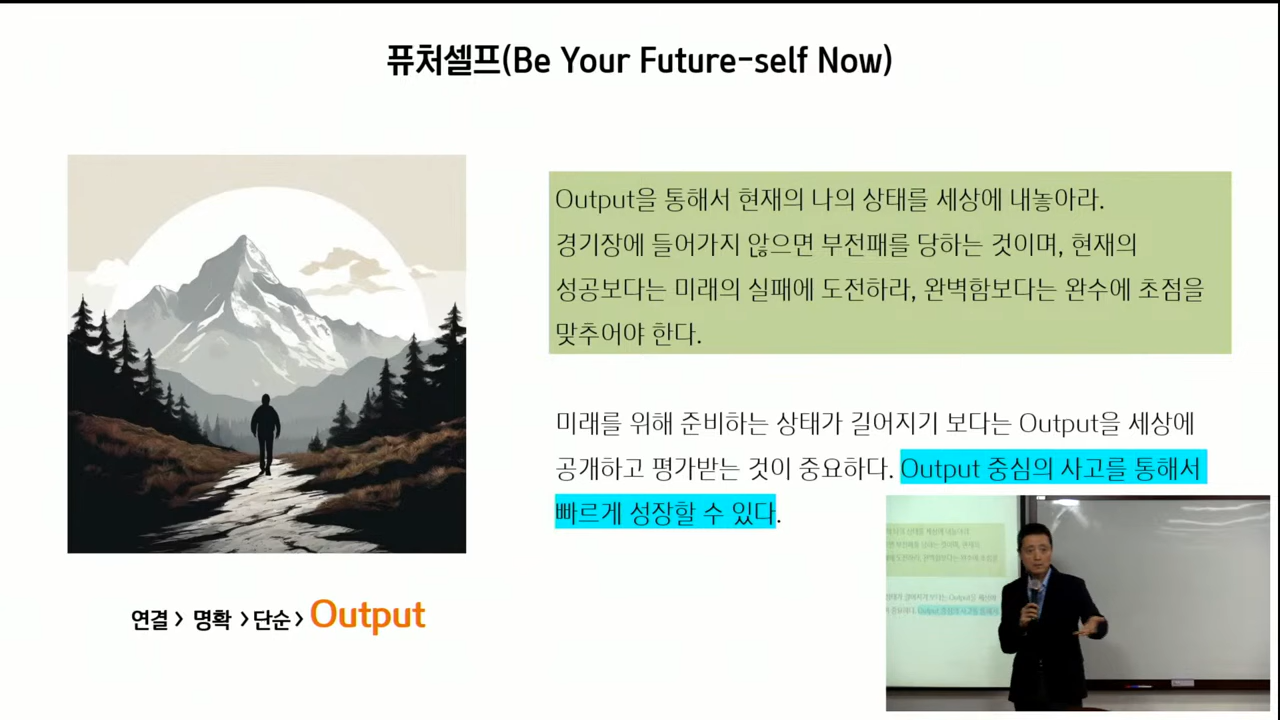 퓨처셀프(Be Your Future-self Now)
Output을 통해서 현재의 나의 상태를 세상에 내놓아라.
경기장에 들어가지 않으면 부전패를 당하는 것이며, 현재의
성공보다는 미래의 실패에 도전하라, 완벽함보다는 완수에 초점을
맞추어야 한다.
미래를 위해 준비하는 상태가 길어지기 보다는 Output을 세상에
공개하고 평가받는 것이 중요하다. Output 중심의 사고를 통해서
빠르게 성장할 수 있다.
연결 > 명확 > 단순 > Output